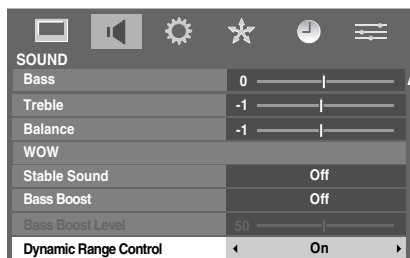 SOUND
Bass 0
Treble -1
Balance -1
WOW
Stable Sound Off
Bass Boost Off
Bass Boost Level 50
Dynamic Range Control On